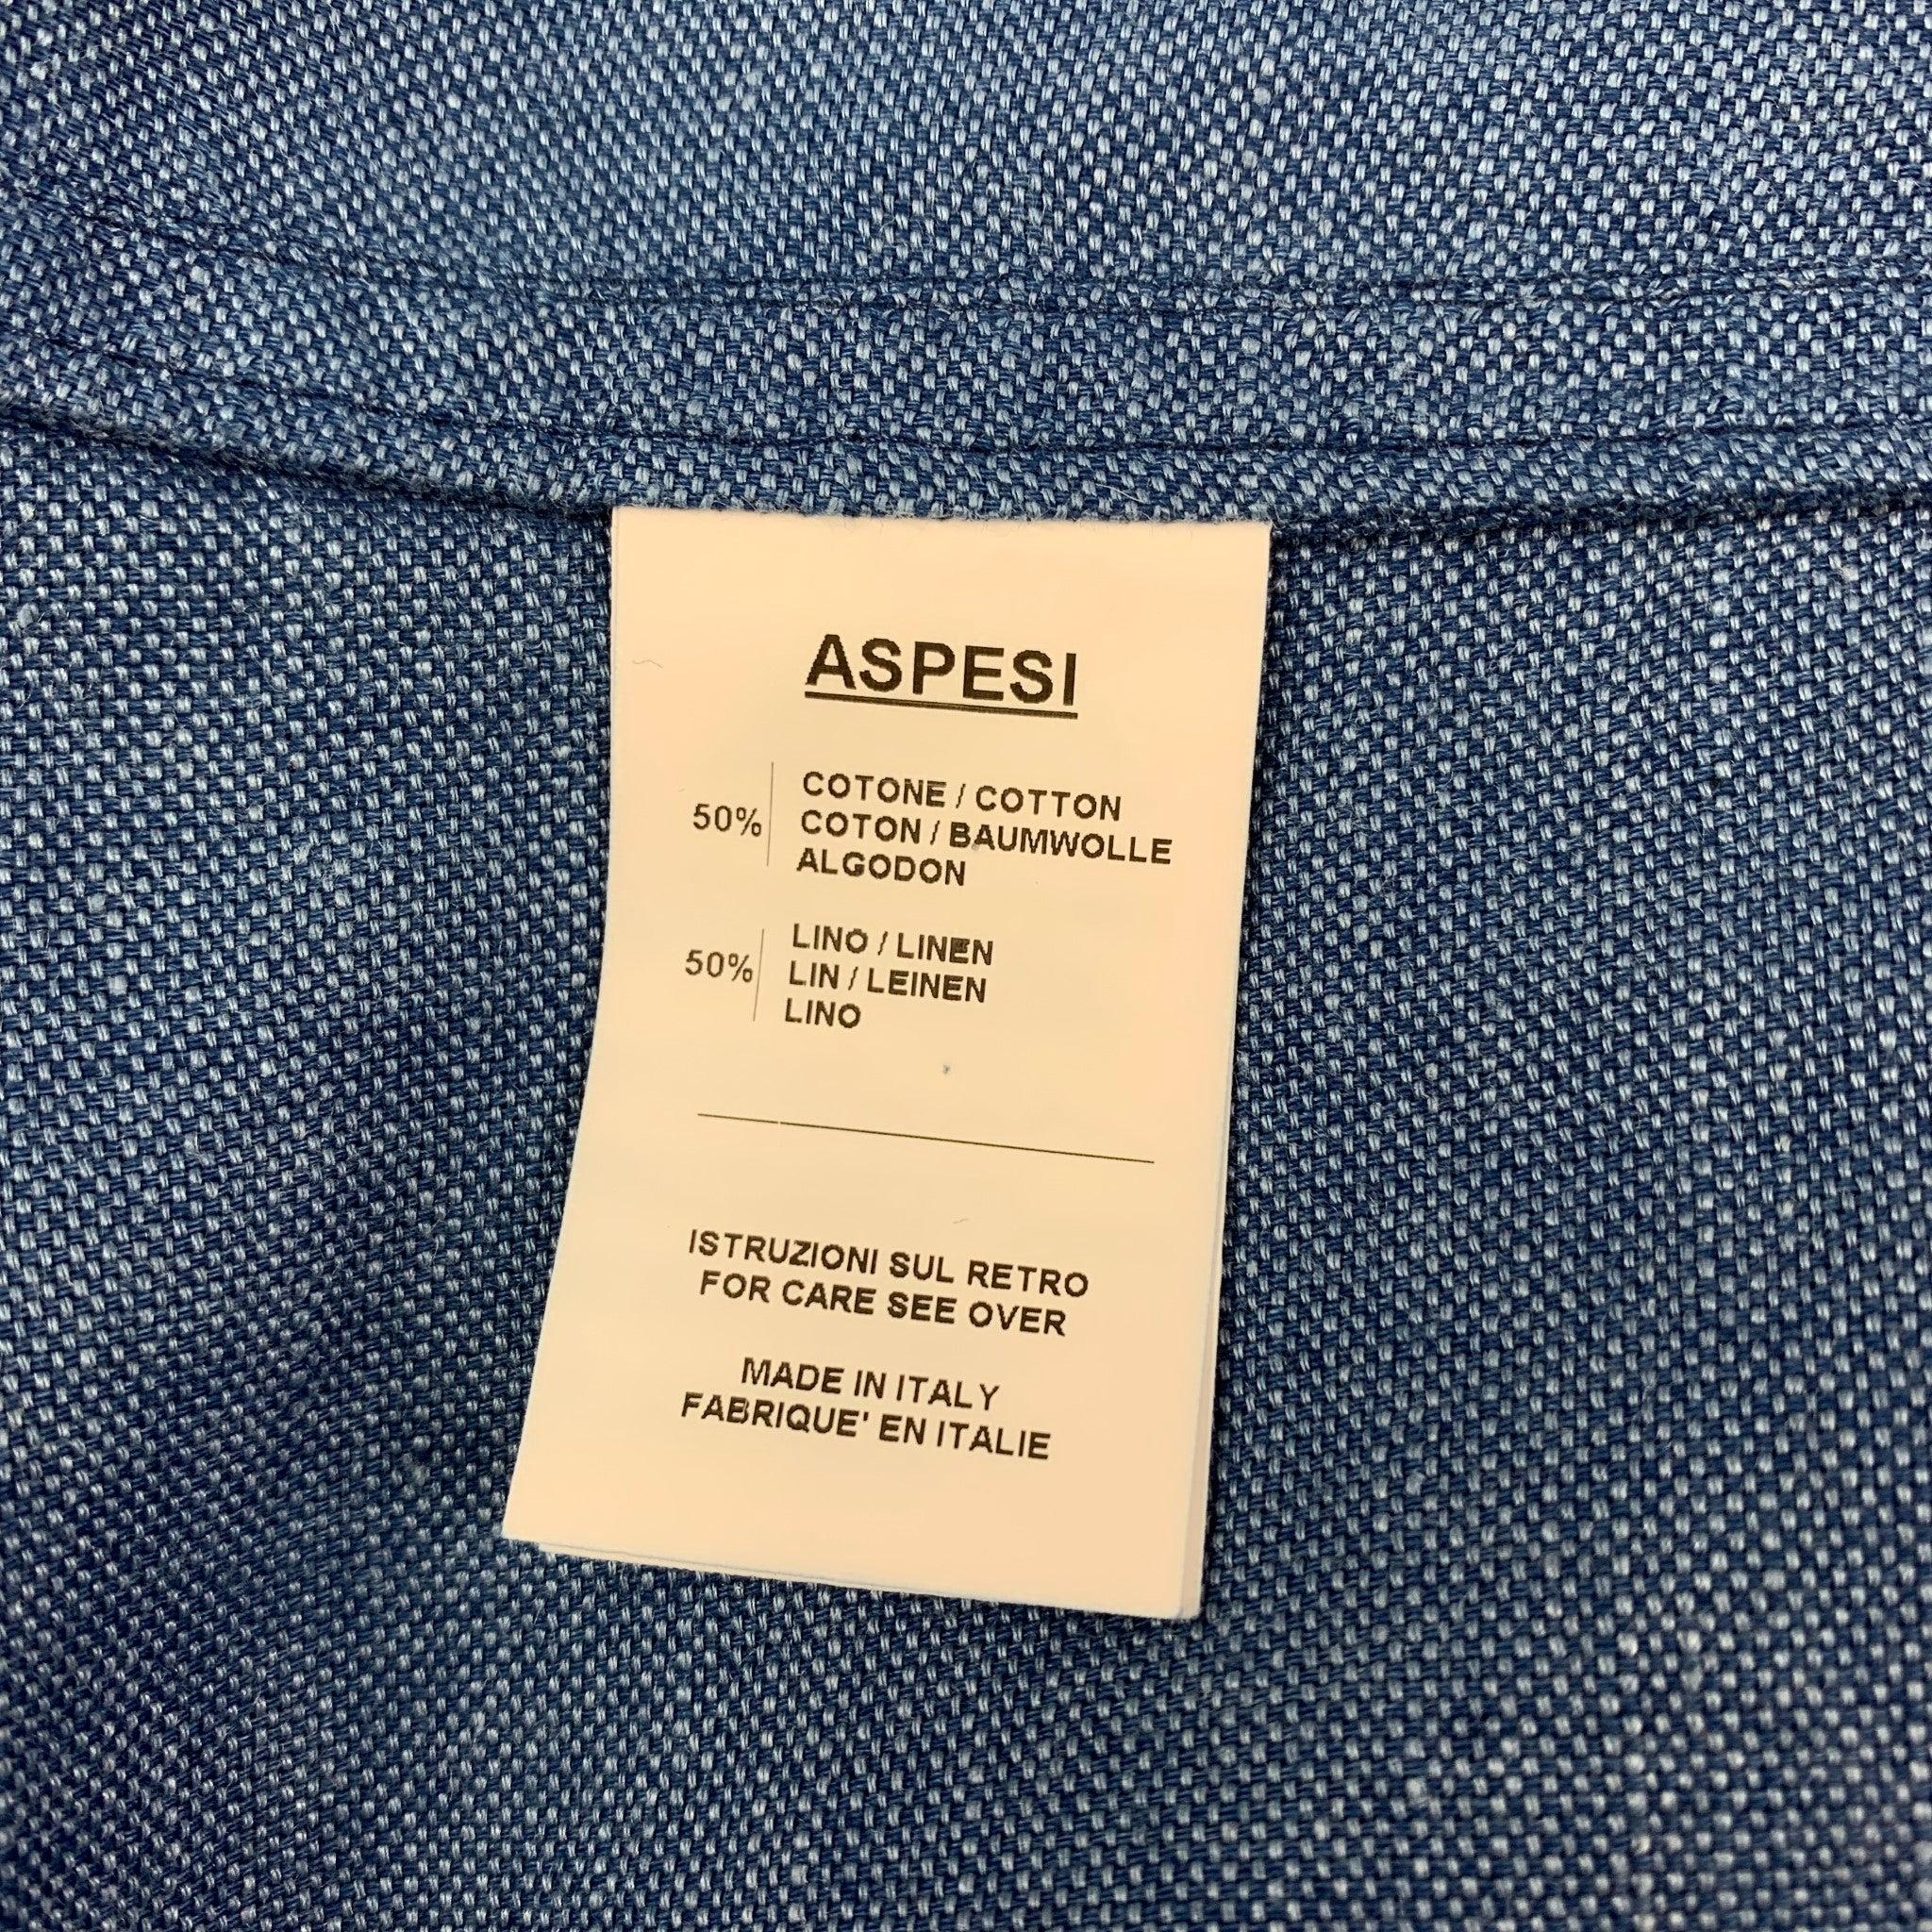 ASPESI
50%
COTONE / COTTON
COTON / BAUMWOLLE
ALGODON
50%
LINO / LINEN
LIN / LEINEN
LINO
ISTRUZIONI SUL RETRO
FOR CARE SEE OVER
MADE IN ITALY
FABRIQUE' EN ITALIE